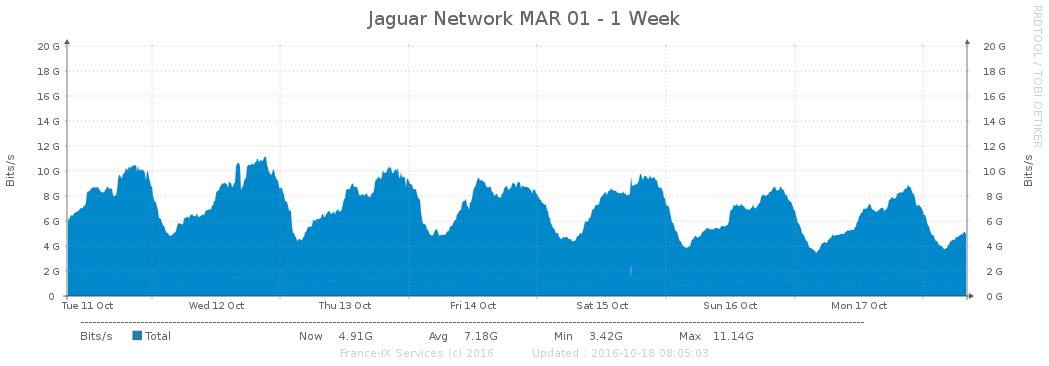 Jaguar Network MAR 01 - 1 Week
RRDTOOL / TOBI OETIKER
Bits/s
20 G 20 G
18 G 18 G
16 G 16 G
14 G 14 G
12 G 12 G
10 G 10 G
8 G 8 G
6 G 6 G
4 G 4 G
2 G 2 G
0 0 G
Bits/s
Tue 11 Oct Wed 12 Oct Thu 13 Oct Fri 14 Oct Sat 15 Oct Sun 16 Oct Mon 17 Oct
Bits/s Total Now 4.91G Avg 7.18G Min 3.42G Max 11.14G
France-IX Services (c) 2016 Updated : 2016-10-18 08:05:03